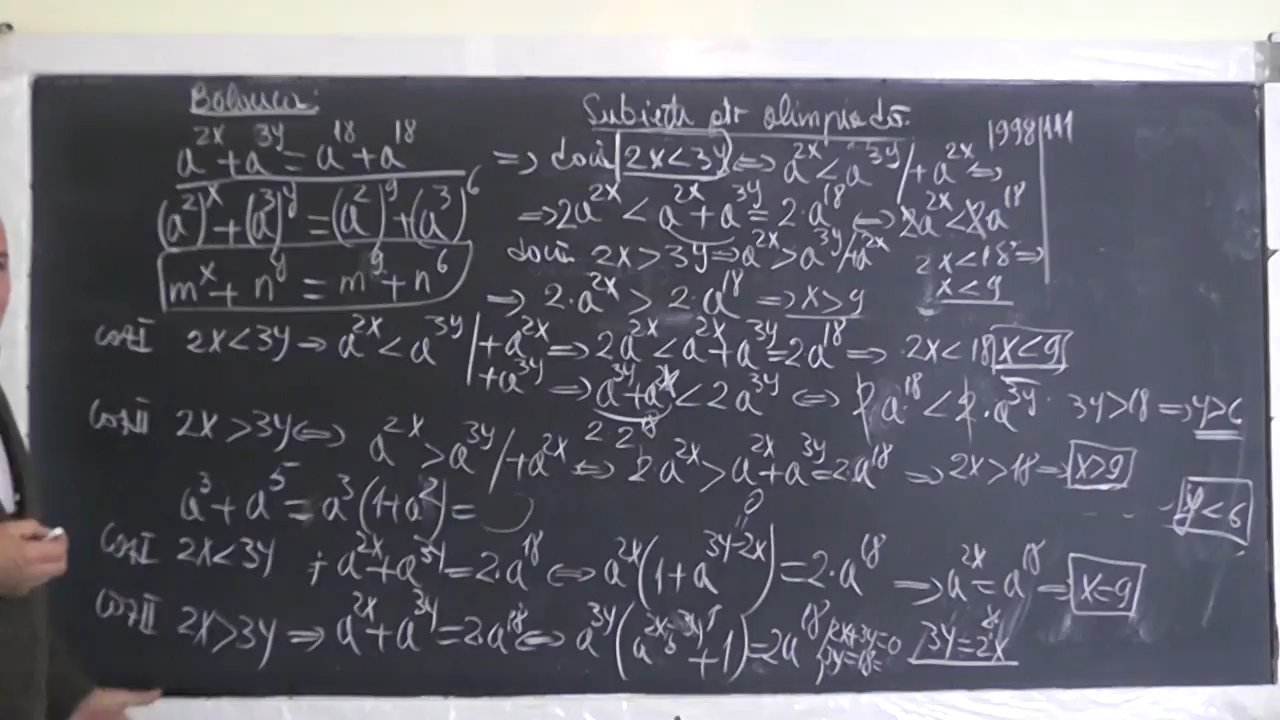 Subiecte ptr olimpiadă.
1998
a^{2x}+a^{3y}=a^{18}+a^{18}
⇒ dacă 2x<3y ⇔ a^{2x}<a^{3y} /+a^{2x} ⇔
(a^2)^x+(a^3)^y=(a^2)^9+(a^3)^6
⇒ 2a^{2x}<a^{2x}+a^{3y}=2·a^{18} ⇔ 2a^{2x}<2a^{18}
dacă 2x>3y ⇒ a^{2x}>a^{3y}/+a^{2x}
2x<18 ⇒
x<9
m^x+n^y=m^9+n^6
⇒ 2·a^{2x}>2·a^{18} ⇒ x>9
caz I 2x<3y ⇒ a^{2x}<a^{3y} /+a^{2x} ⇒ 2a^{2x}<a^{2x}+a^{3y}=2a^{18} ⇒ 2x<18 x<9
+a^{3y} ⇒ a^{3y}+a^{2x}<2a^{3y} ⇔ 2a^{18}<2·a^{3y} 3y>18 ⇒ y>6
2a^{18}
caz II 2x>3y ⇔ a^{2x}>a^{3y}/+a^{2x} ⇔ 2a^{2x}>a^{2x}+a^{3y}=2·a^{18} ⇒ 2x>18 ⇒ x>9
y<6
a^3+a^5=a^3(1+a^2)=
0
caz I 2x<3y a^{2x}+a^{3y}=2·a^{18} ⇔ a^{2x}(1+a^{3y-2x})=2·a^{18} ⇒ a^{2x}=a^{18} ⇒ x=9
caz II 2x>3y ⇒ a^{2x}+a^{3y}=2·a^{18} ⇔ a^{3y}(a^{2x-3y}+1)=2a^{18} 3y=2x